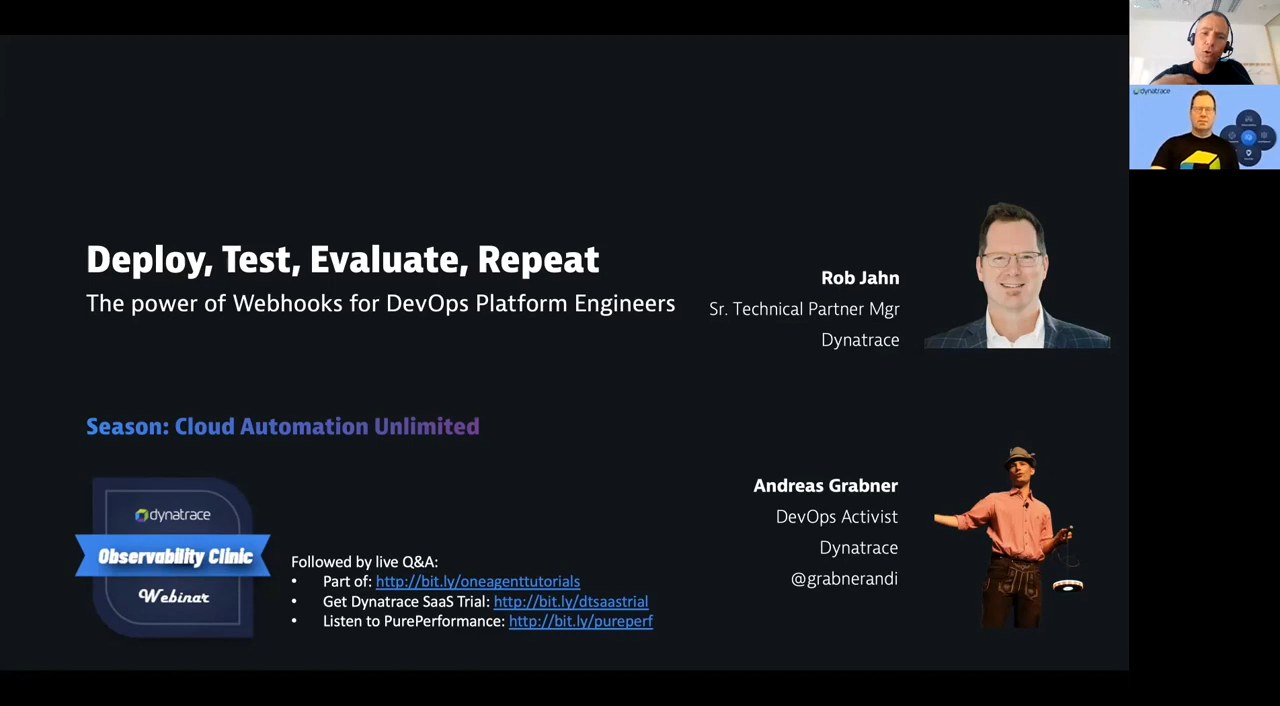 dynatrace
Deploy, Test, Evaluate, Repeat
The power of Webhooks for DevOps Platform Engineers
Rob Jahn
Sr. Technical Partner Mgr
Dynatrace
Season: Cloud Automation Unlimited
Andreas Grabner
DevOps Activist
Dynatrace
@grabnerandi
dynatrace
Observability Clinic
Webinar
Followed by live Q&A:
• Part of: http://bit.ly/oneagenttutorials
• Get Dynatrace SaaS Trial: http://bit.ly/dtsaastrial
• Listen to PurePerformance: http://bit.ly/pureperf